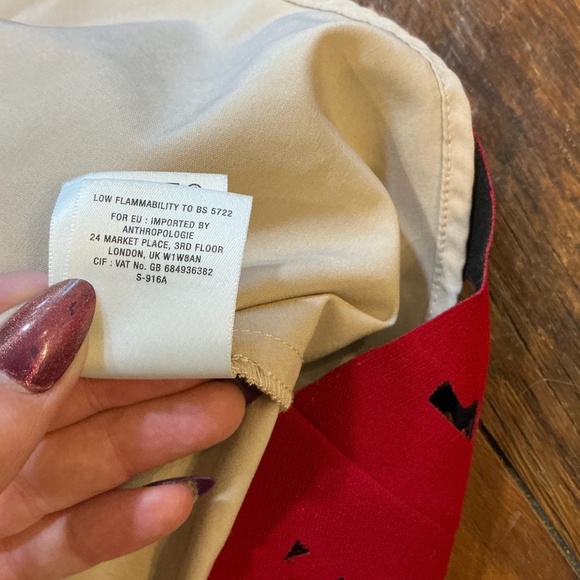 LOW FLAMMABILITY TO BS 5722
FOR EU : IMPORTED BY
ANTHROPOLOGIE
24 MARKET PLACE, 3RD FLOOR
LONDON, UK W1W8AN
CIF : VAT No. GB 684936382
S-916A